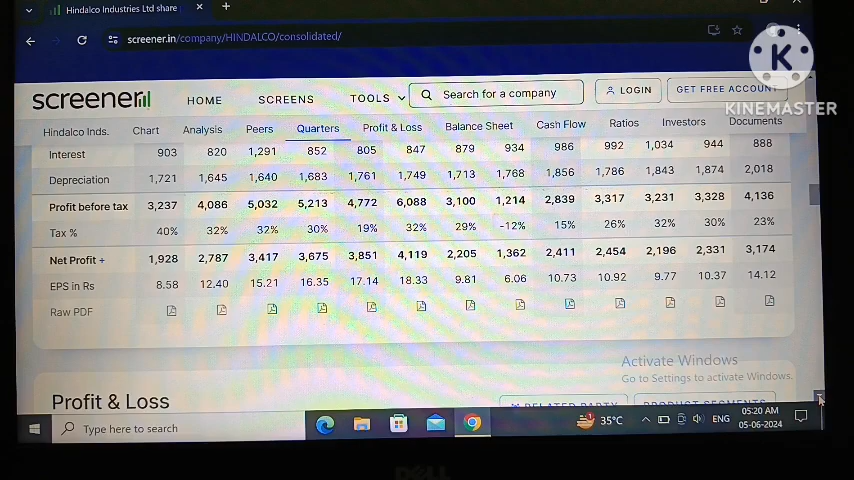 Hindalco Industries Ltd share
screener.in/company/HINDALCO/consolidated/
KINEMASTER
screener HOME SCREENS TOOLS Search for a company LOGIN GET FREE ACCOUNT
Hindalco Inds. Chart Analysis Peers Quarters Profit & Loss Balance Sheet Cash Flow Ratios Investors Documents
Interest 903 820 1,291 852 805 847 879 934 986 992 1,034 944 888
Depreciation 1,721 1,645 1,640 1,683 1,761 1,749 1,713 1,768 1,856 1,786 1,843 1,874 2,018
Profit before tax 3,237 4,086 5,032 5,213 4,772 6,088 3,100 1,214 2,839 3,317 3,231 3,328 4,136
Tax % 40% 32% 32% 30% 19% 32% 29% -12% 15% 26% 32% 30% 23%
Net Profit + 1,928 2,787 3,417 3,675 3,851 4,119 2,205 1,362 2,411 2,454 2,196 2,331 3,174
EPS in Rs 8.58 12.40 15.21 16.35 17.14 18.33 9.81 6.06 10.73 10.92 9.77 10.37 14.12
Raw PDF
Activate Windows
Go to Settings to activate Windows.
Profit & Loss RELATED PARTY PRODUCT SEGMENTS
Type here to search 35°C ENG 05:20 AM
05-06-2024
DELL